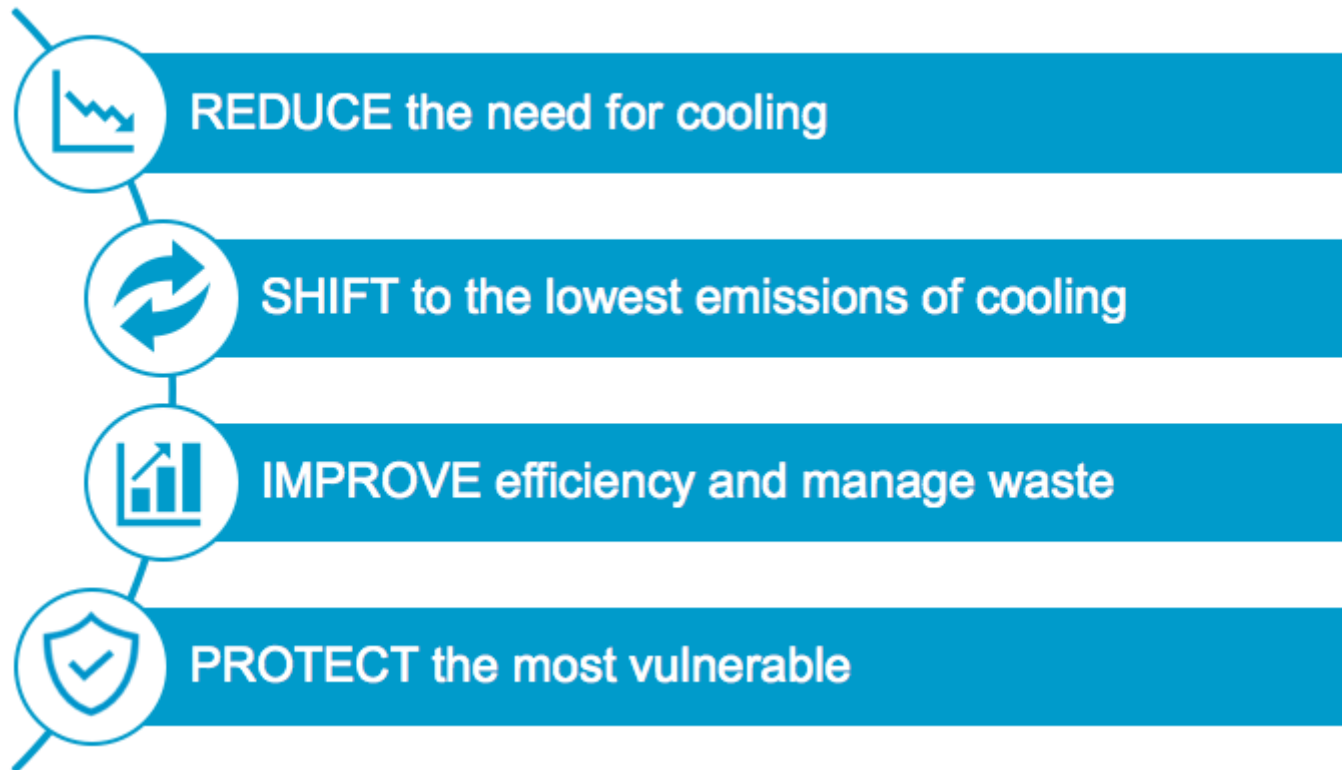 REDUCE the need for cooling
SHIFT to the lowest emissions of cooling
IMPROVE efficiency and manage waste
PROTECT the most vulnerable